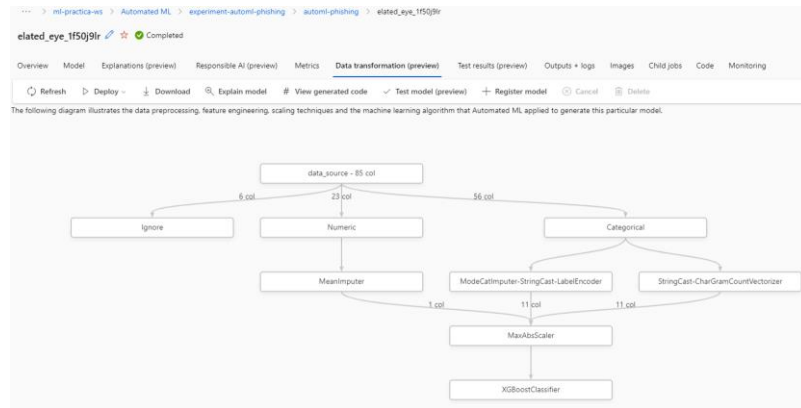 ... > ml-practica-ws > Automated ML > experiment-automl-phishing > automl-phishing > elated_eye_1f50j9lr
elated_eye_1f50j9lr Completed
Overview Model Explanations (preview) Responsible AI (preview) Metrics Data transformation (preview) Test results (preview) Outputs + logs Images Child jobs Code Monitoring
Refresh Deploy Download Explain model # View generated code Test model (preview) Register model Cancel Delete
The following diagram illustrates the data preprocessing, feature engineering, scaling techniques and the machine learning algorithm that Automated ML applied to generate this particular model.
data_source - 85 col
6 col 23 col 56 col
Ignore Numeric Categorical
MeanImputer ModeCatImputer-StringCast-LabelEncoder StringCast-CharGramCountVectorizer
1 col 11 col 11 col
MaxAbsScaler
XGBoostClassifier